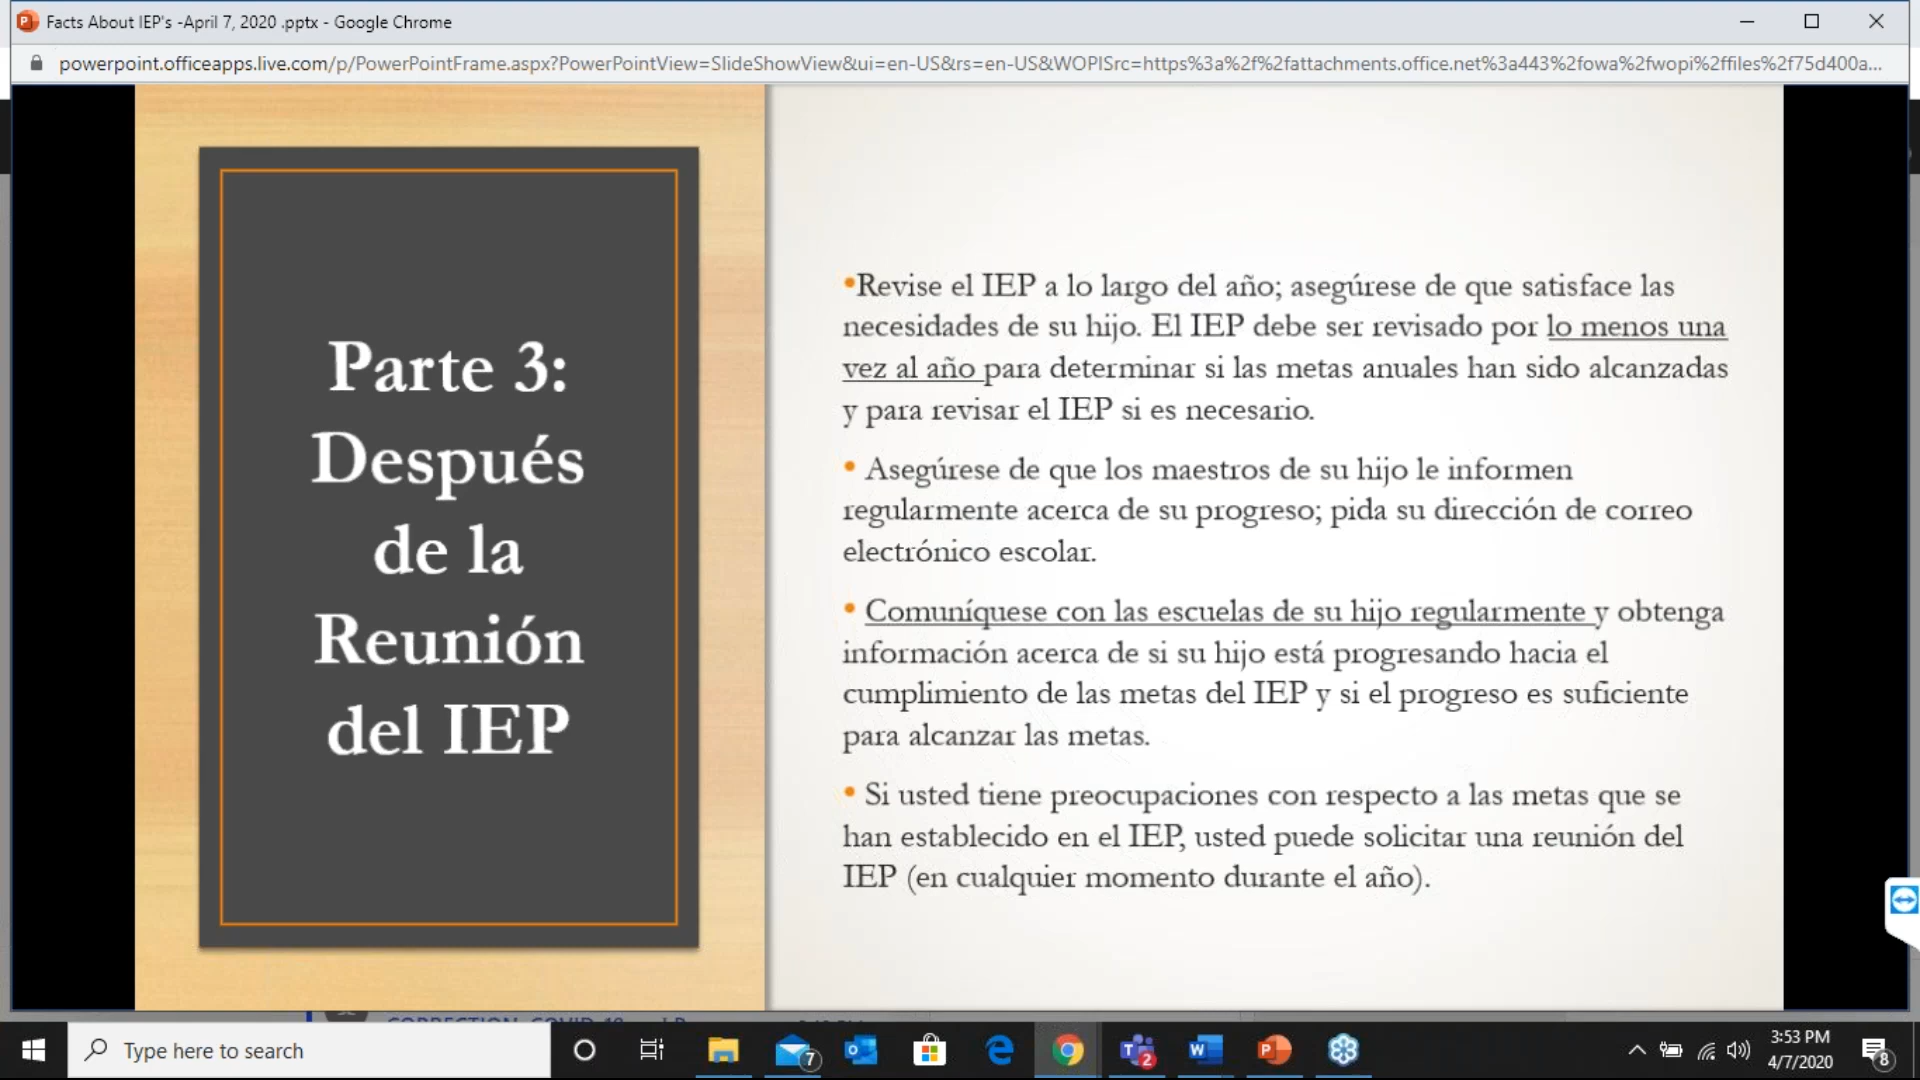 Facts About IEP's -April 7, 2020 .pptx - Google Chrome
powerpoint.officeapps.live.com/p/PowerPointFrame.aspx?PowerPointView=SlideShowView&ui=en-US&rs=en-US&WOPISrc=https%3a%2f%2fattachments.office.net%3a443%2fowa%2fwopi%2ffiles%2f75d400a...
Parte 3:
Después
de la
Reunión
del IEP
•Revise el IEP a lo largo del año; asegúrese de que satisface las
necesidades de su hijo. El IEP debe ser revisado por lo menos una
vez al año para determinar si las metas anuales han sido alcanzadas
y para revisar el IEP si es necesario.
• Asegúrese de que los maestros de su hijo le informen
regularmente acerca de su progreso; pida su dirección de correo
electrónico escolar.
• Comuníquese con las escuelas de su hijo regularmente y obtenga
información acerca de si su hijo está progresando hacia el
cumplimiento de las metas del IEP y si el progreso es suficiente
para alcanzar las metas.
• Si usted tiene preocupaciones con respecto a las metas que se
han establecido en el IEP, usted puede solicitar una reunión del
IEP (en cualquier momento durante el año).
Type here to search
7
2
3:53 PM
4/7/2020
8